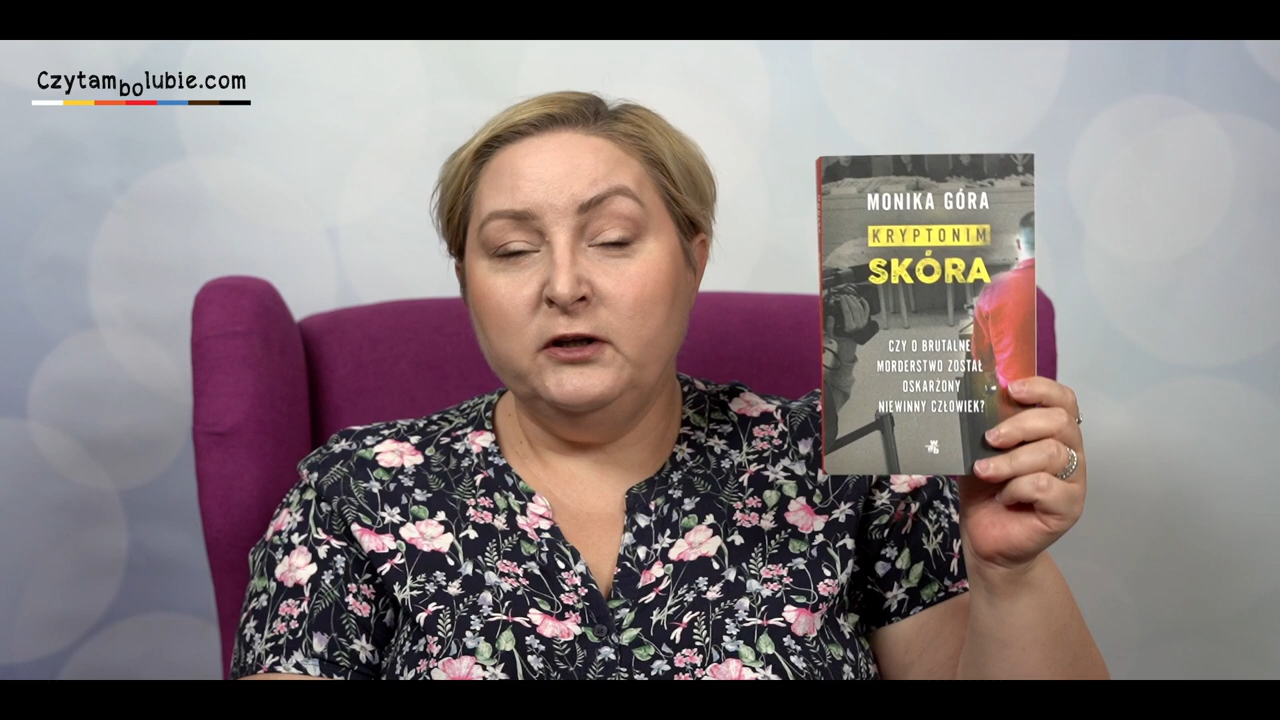 Czytambolubie.com
MONIKA GÓRA
KRYPTONIM
SKÓRA
CZY O BRUTALNE
MORDERSTWO ZOSTAŁ
OSKARŻONY
NIEWINNY CZŁOWIEK?
W
A
B